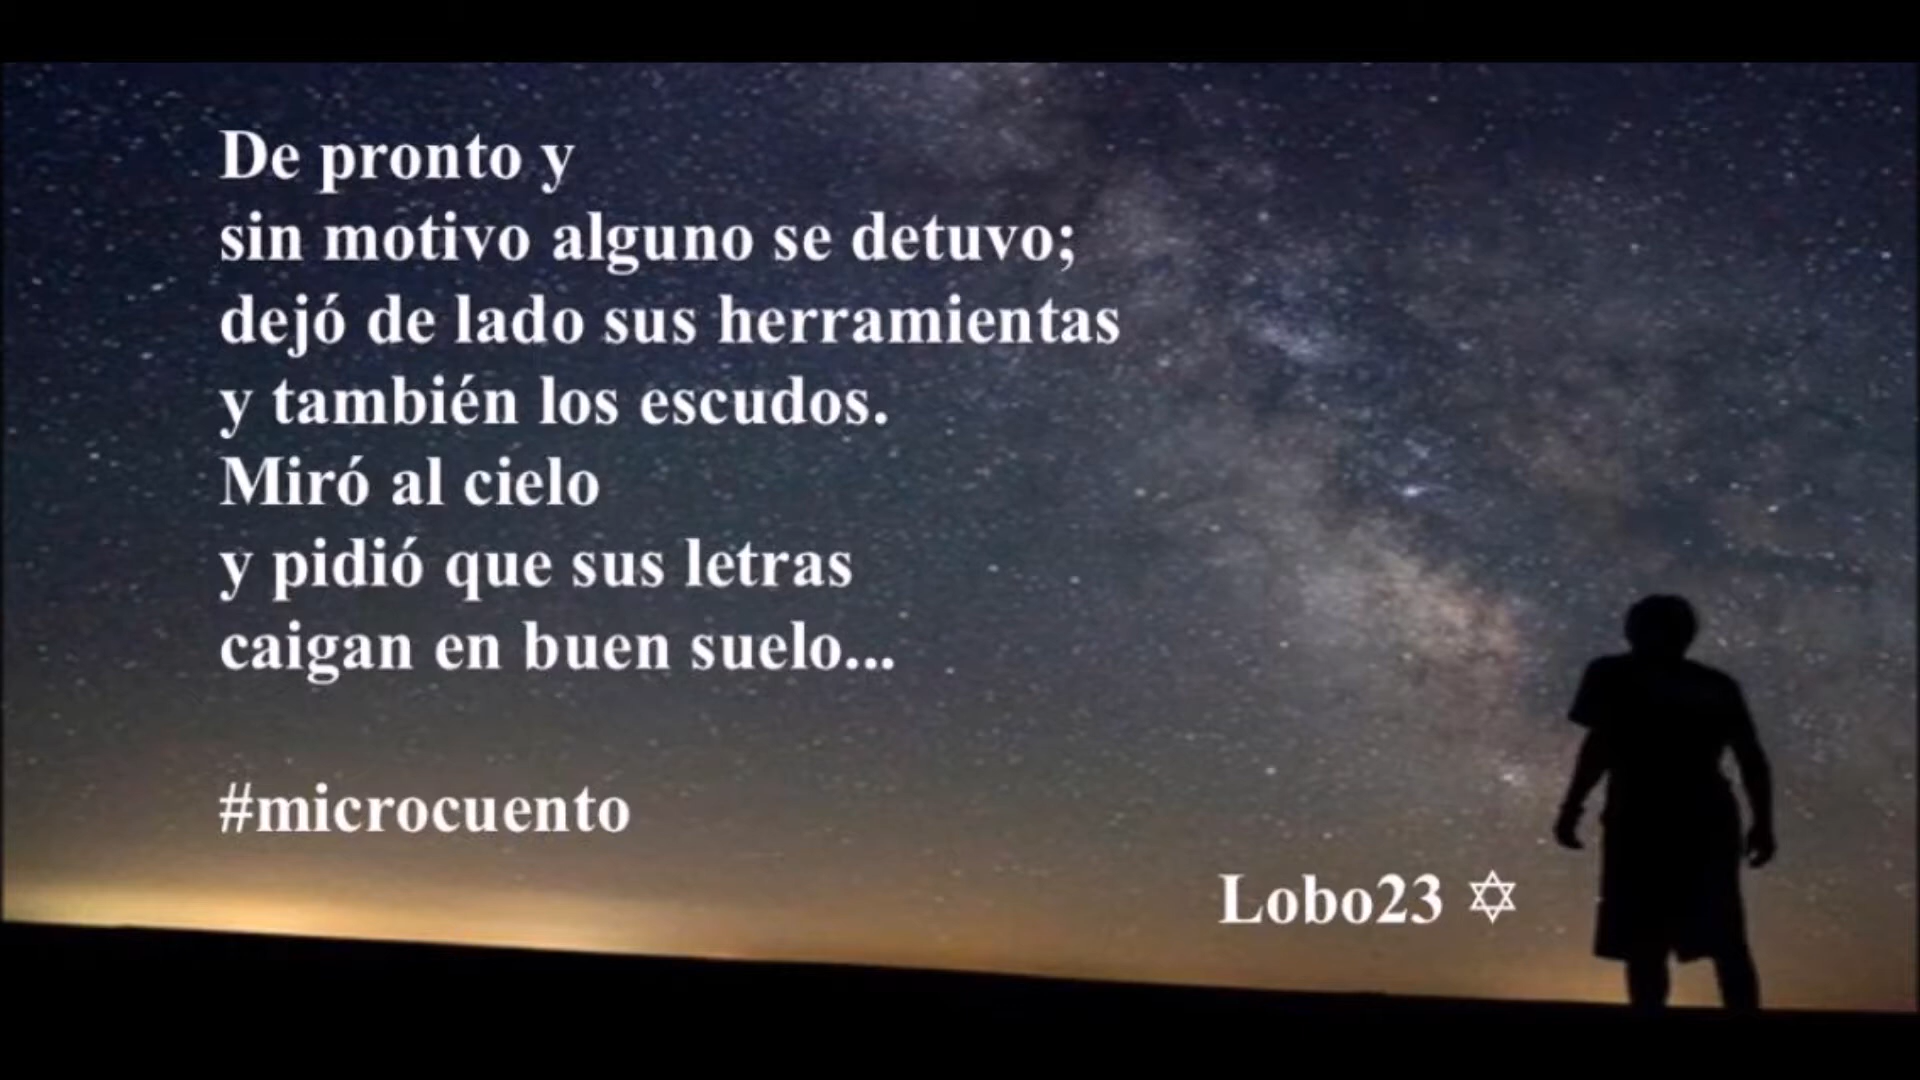 De pronto y
sin motivo alguno se detuvo;
dejó de lado sus herramientas
y también los escudos.
Miró al cielo
y pidió que sus letras
caigan en buen suelo...
#microcuento
Lobo23 ✡